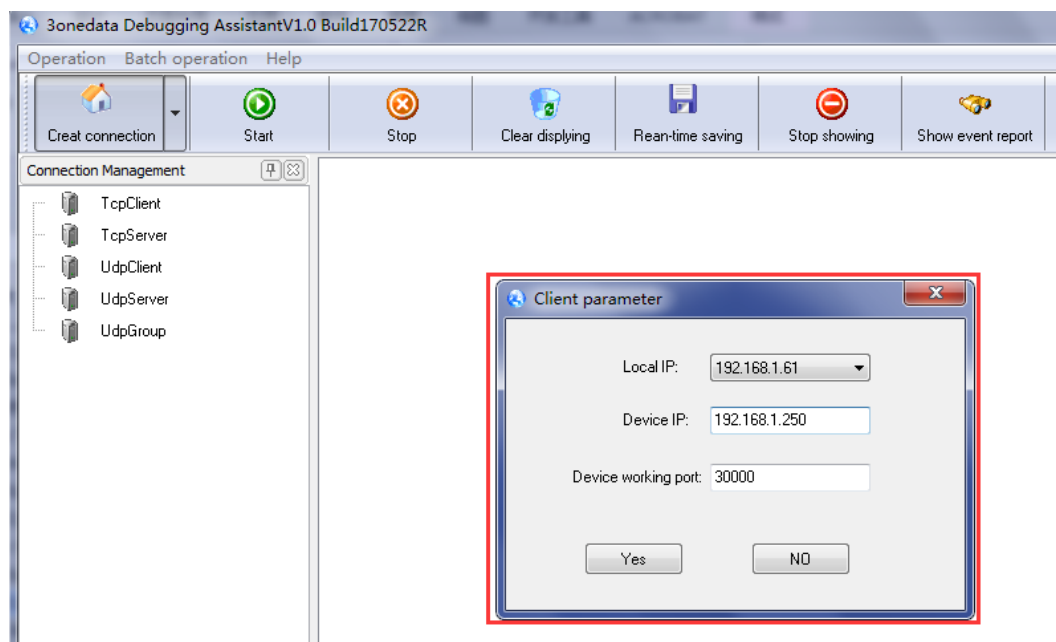 3onedata Debugging AssistantV1.0 Build170522R
Operation Batch operation Help
Creat connection Start Stop Clear displying Rean-time saving Stop showing Show event report
Connection Management
TcpClient
TcpServer
UdpClient
UdpServer
UdpGroup
Client parameter
Local IP: 192.168.1.61
Device IP: 192.168.1.250
Device working port: 30000
Yes NO